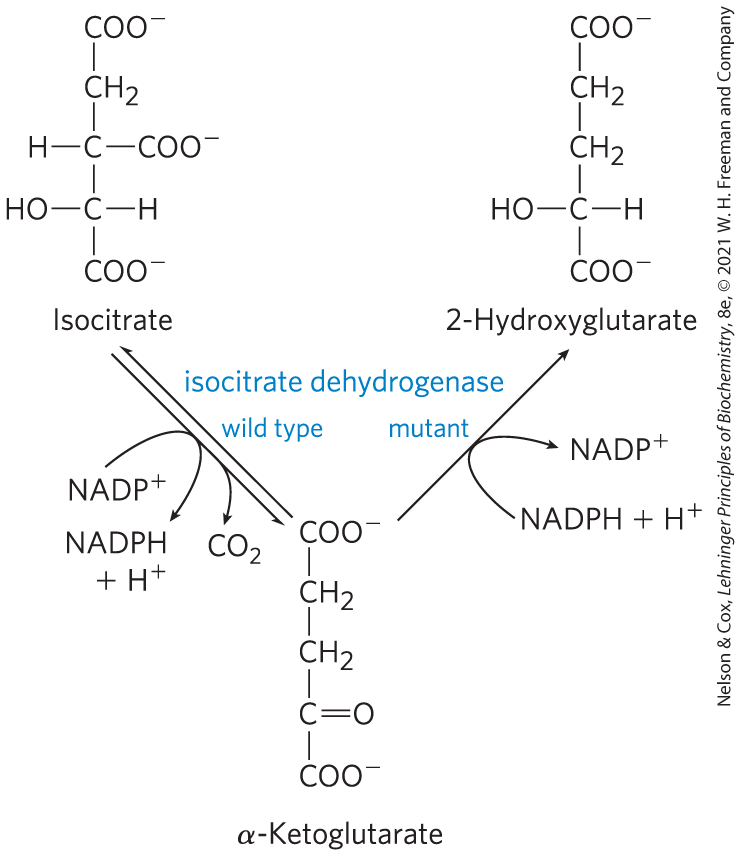 COO⁻
CH₂
H—C—COO⁻
HO—C—H
COO⁻
Isocitrate
COO⁻
CH₂
CH₂
HO—C—H
COO⁻
2-Hydroxyglutarate
isocitrate dehydrogenase
wild type
mutant
NADP⁺
NADPH
+ H⁺
CO₂
NADP⁺
NADPH + H⁺
COO⁻
CH₂
CH₂
C=O
COO⁻
α-Ketoglutarate
Nelson & Cox, Lehninger Principles of Biochemistry, 8e, © 2021 W. H. Freeman and Company